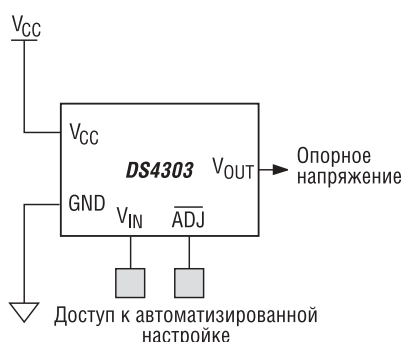 VCC
VCC
DS4303
VOUT
Опорное
напряжение
GND
VIN
ADJ
Доступ к автоматизированной
настройке